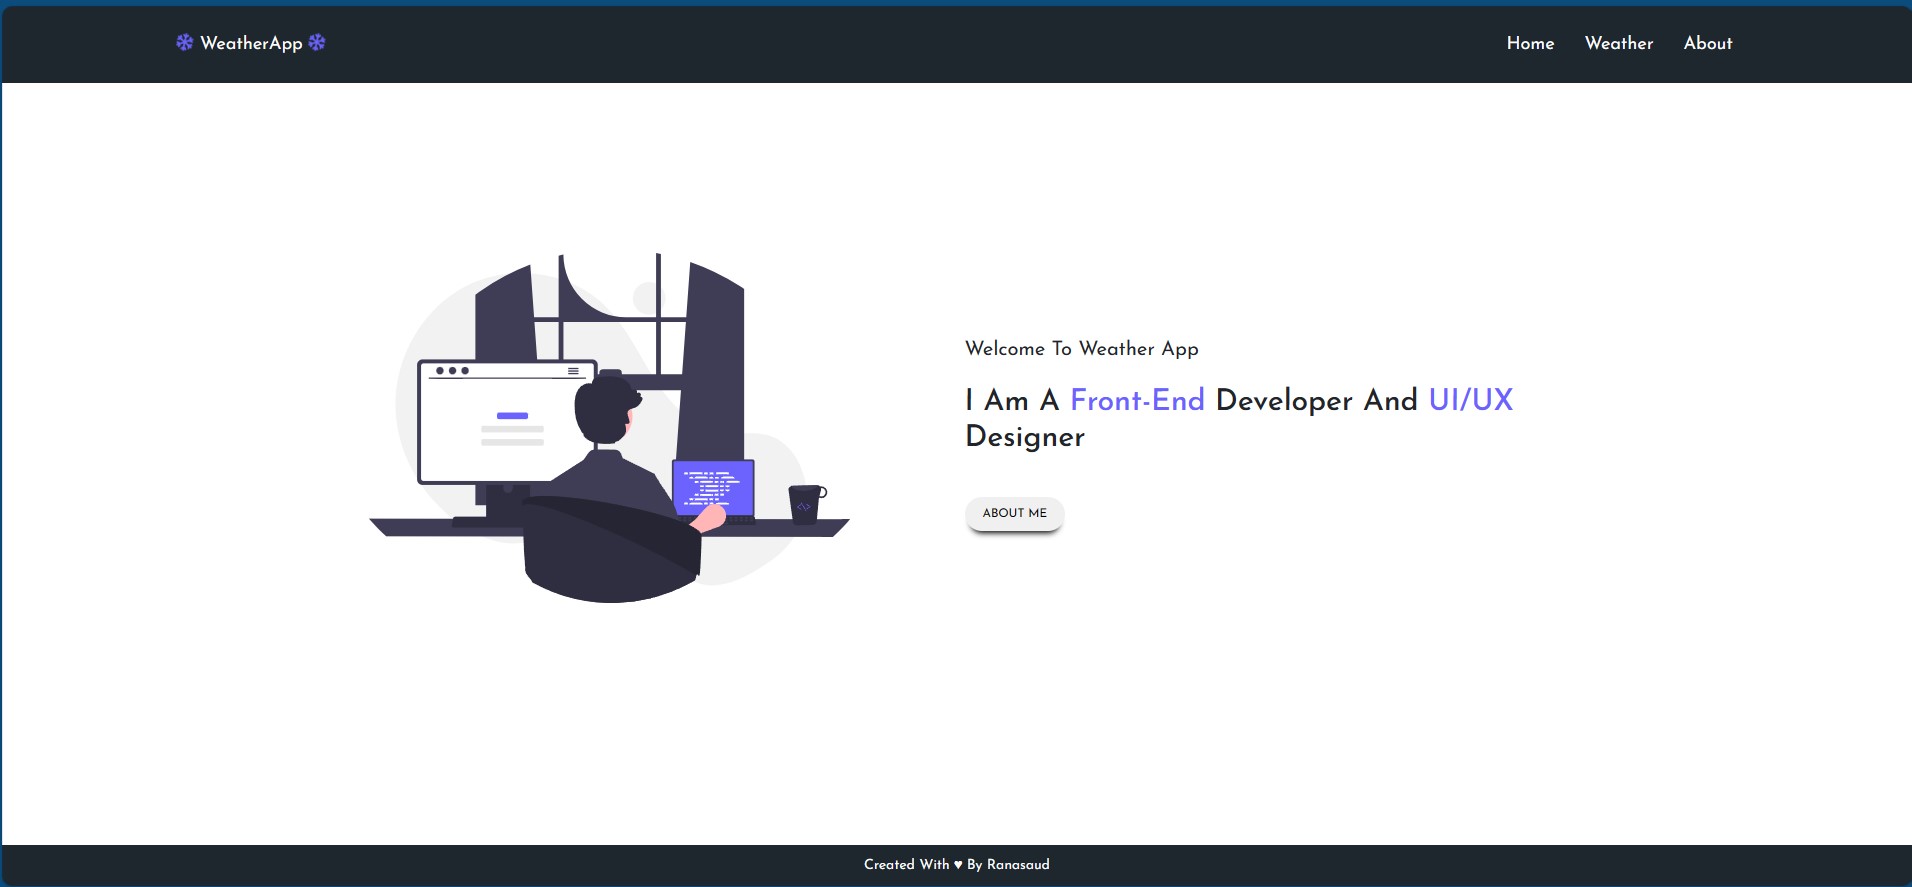 WeatherApp
Home Weather About
Welcome To Weather App
I Am A Front-End Developer And UI/UX
Designer
ABOUT ME
</>
Created With ♥ By Ranasaud